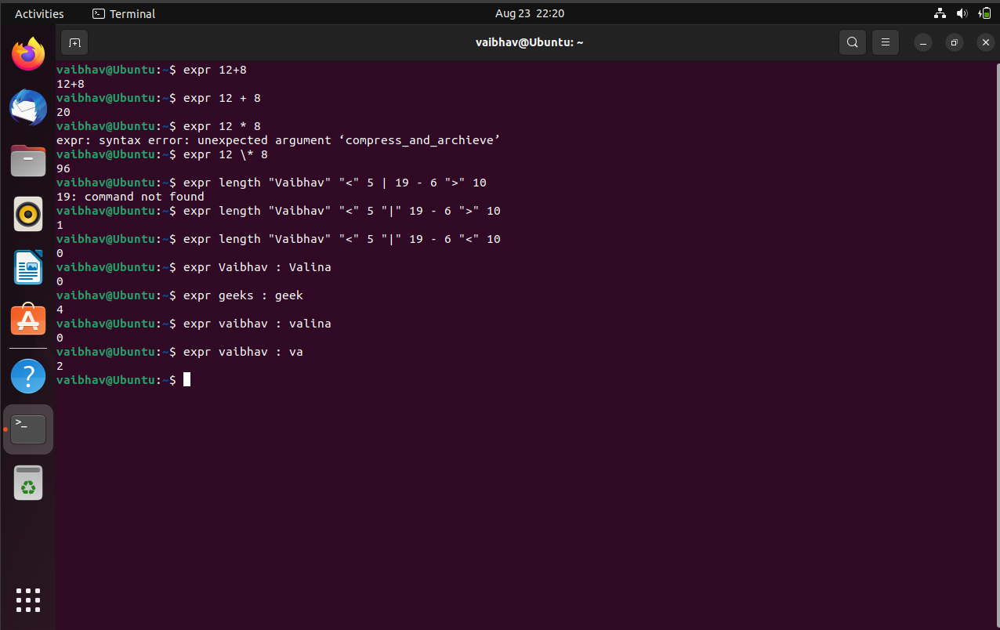 Activities Terminal Aug 23 22:20
vaibhav@Ubuntu: ~
vaibhav@Ubuntu:~$ expr 12+8
12+8
vaibhav@Ubuntu:~$ expr 12 + 8
20
vaibhav@Ubuntu:~$ expr 12 * 8
expr: syntax error: unexpected argument ‘compress_and_archieve’
vaibhav@Ubuntu:~$ expr 12 \* 8
96
vaibhav@Ubuntu:~$ expr length "Vaibhav" "<" 5 | 19 - 6 ">" 10
19: command not found
vaibhav@Ubuntu:~$ expr length "Vaibhav" "<" 5 "|" 19 - 6 ">" 10
1
vaibhav@Ubuntu:~$ expr length "Vaibhav" "<" 5 "|" 19 - 6 "<" 10
0
vaibhav@Ubuntu:~$ expr Vaibhav : Valina
0
vaibhav@Ubuntu:~$ expr geeks : geek
4
vaibhav@Ubuntu:~$ expr vaibhav : valina
0
vaibhav@Ubuntu:~$ expr vaibhav : va
2
vaibhav@Ubuntu:~$